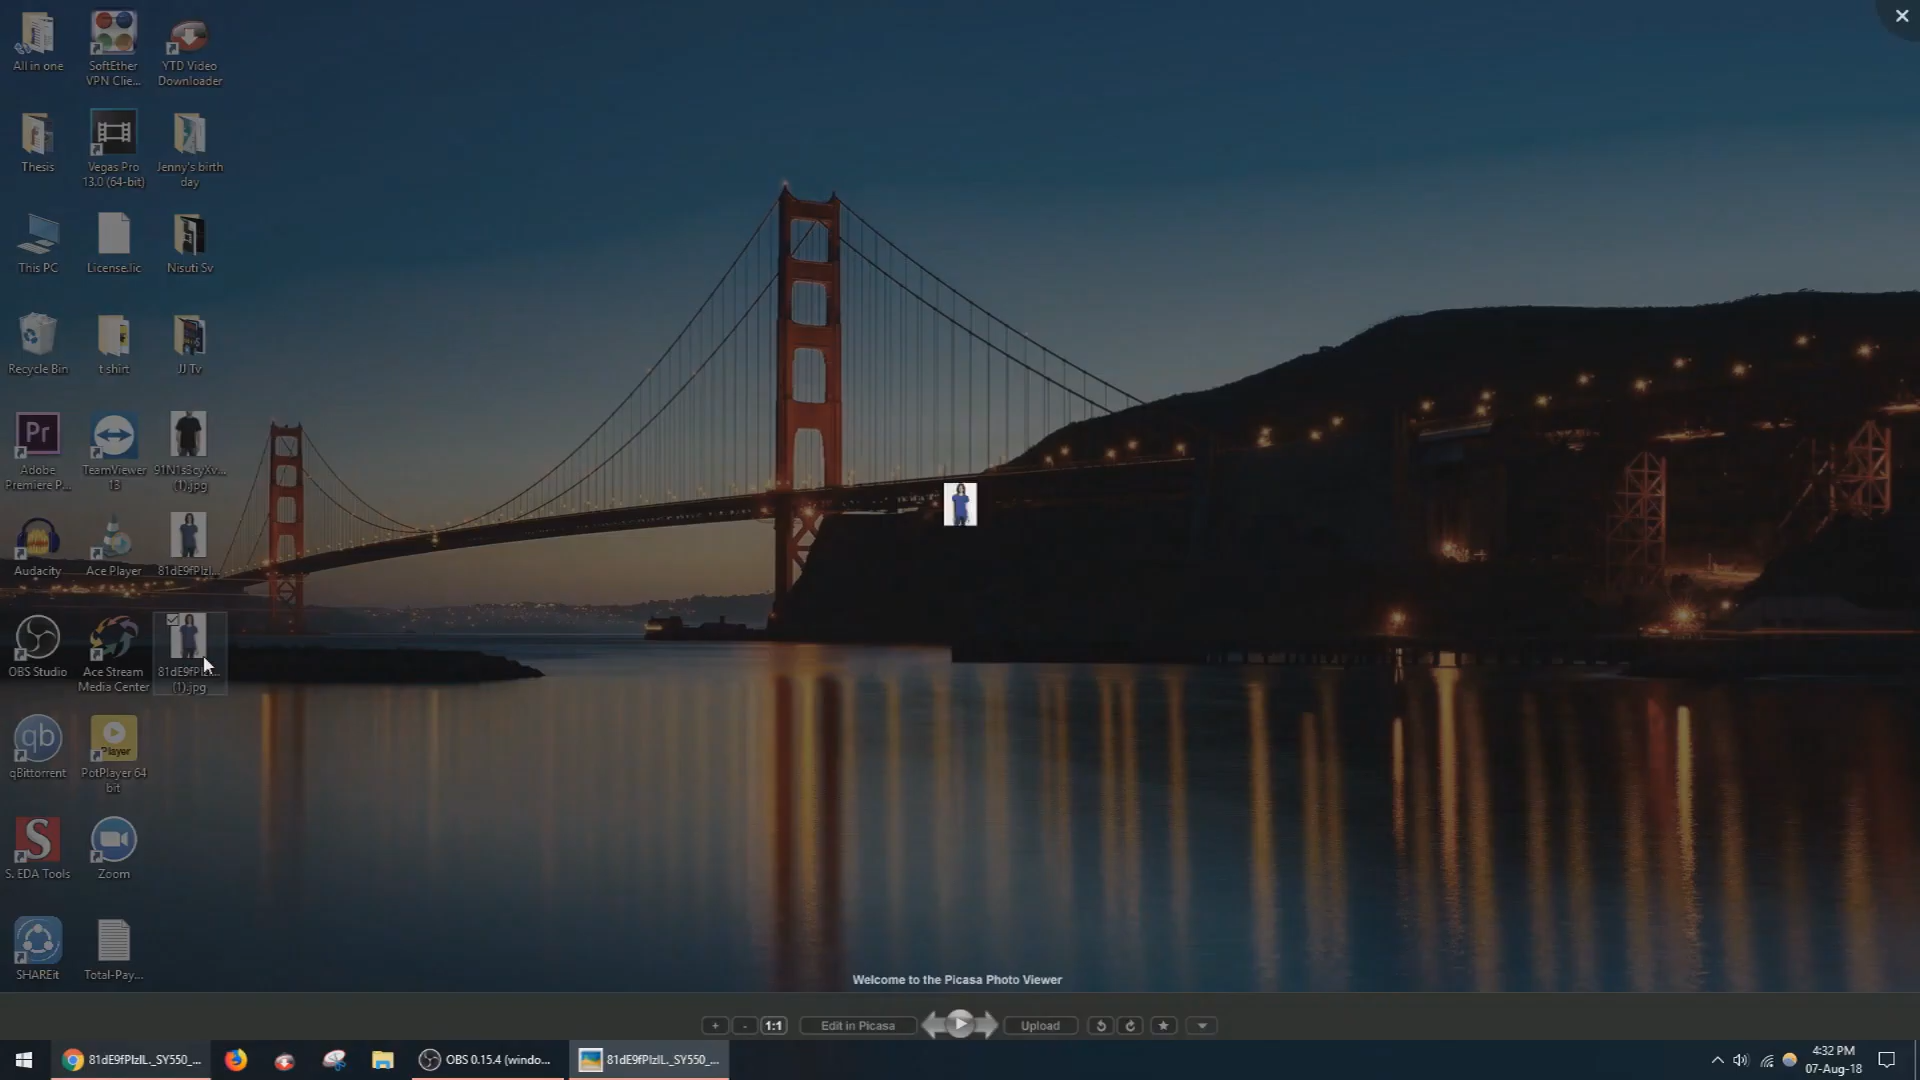 All in one
SoftEther
VPN Clie...
YTD Video
Downloader
Thesis
Vegas Pro
13.0 (64-bit)
Jenny's birth
day
This PC
License.lic
Nisuti Sv
Recycle Bin
t shirt
JJ Tv
Pr
Adobe
Premiere P...
TeamViewer
13
91N1s3cyXv...
(1).jpg
Audacity
Ace Player
81dE9fPlzl...
OBS Studio
Ace Stream
Media Center
81dE9fPlz...
(1).jpg
qb
qBittorrent
Player
PotPlayer 64
bit
S
S. EDA Tools
Zoom
SHAREit
Total-Pay...
Welcome to the Picasa Photo Viewer
+
-
1:1
Edit in Picasa
Upload
81dE9fPlzlL._SY550_...
OBS 0.15.4 (windo...
81dE9fPlzlL._SY550_...
4:32 PM
07-Aug-18